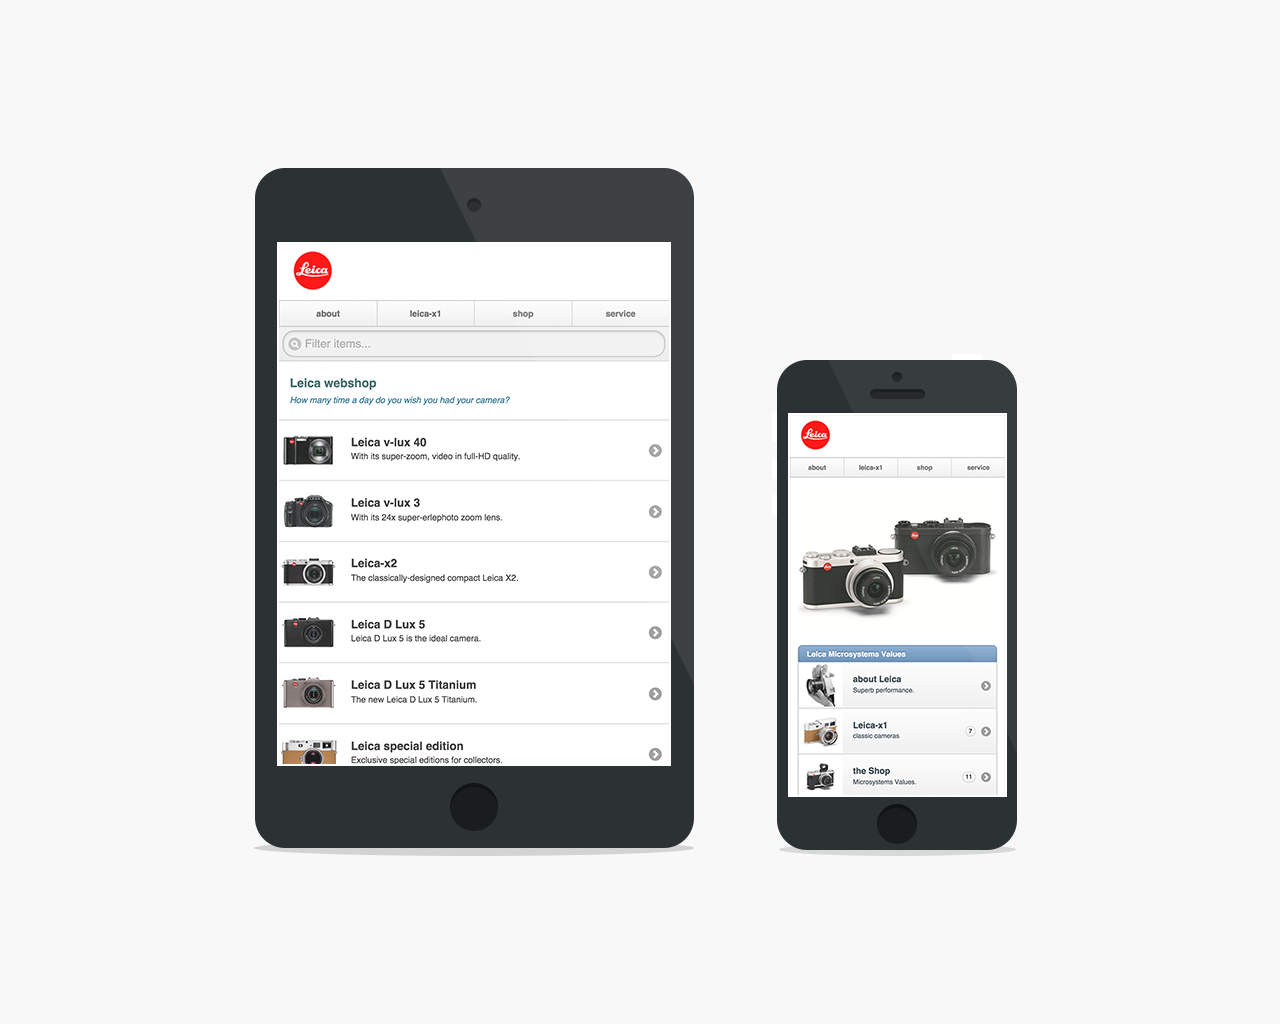 Leica
about leica-x1 shop service
Filter items...
Leica webshop
How many time a day do you wish you had your camera?
Leica v-lux 40
With its super-zoom, video in full-HD quality.
Leica v-lux 3
With its 24x super-erlephoto zoom lens.
Leica-x2
The classically-designed compact Leica X2.
Leica D Lux 5
Leica D Lux 5 is the ideal camera.
Leica D Lux 5 Titanium
The new Leica D Lux 5 Titanium.
Leica special edition
Exclusive special editions for collectors.
Leica
about leica-x1 shop service
Leica Microsystems Values
about Leica
Superb performance.
Leica-x1
classic cameras
7
the Shop
Microsystems Values.
11